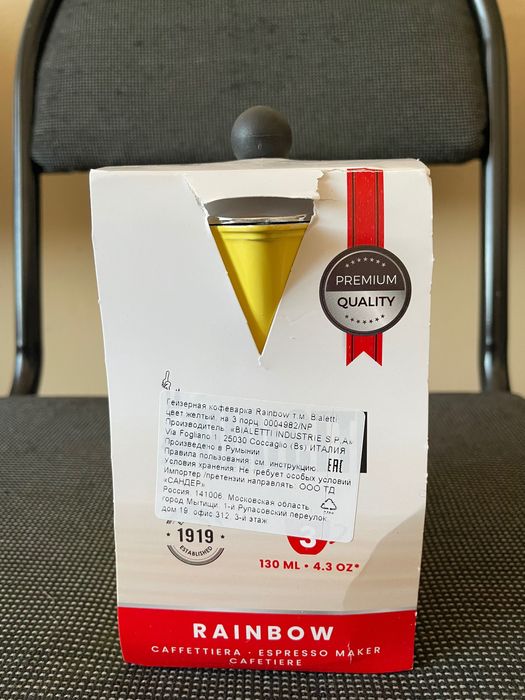 PREMIUM
QUALITY
Гейзерная кофеварка Rainbow т.м. Bialetti,
цвет желтый, на 3 порц. 0004982/NP
Производитель: «BIALETTI INDUSTRIE S.P.A»
Via Fogliano 1, 25030 Coccaglio (Bs) ИТАЛИЯ
Произведено в Румынии
Правила пользования: см. инструкцию
Условия хранения: Не требует особых условий
Импортер /претензии направлять: ООО ТД
«САНДЕР»
Россия, 141006, Московская область,
город Мытищи, 1-й Рупасовский переулок,
дом 19, офис 312, 3-й этаж
EAC
1919
ESTABLISHED
3
130 ML • 4.3 OZ*
RAINBOW
CAFFETTIERA · ESPRESSO MAKER
CAFETIERE